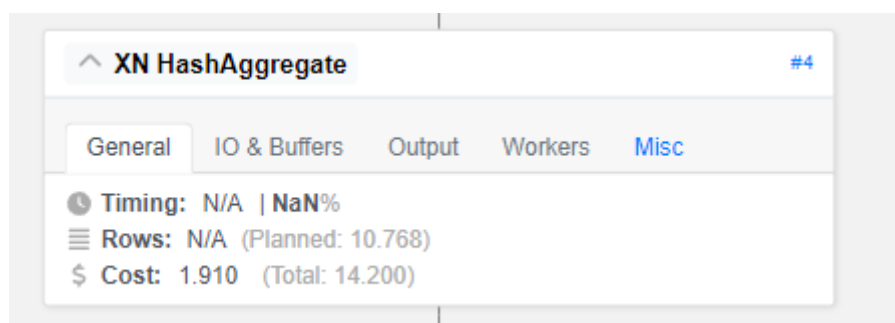 XN HashAggregate #4
General IO & Buffers Output Workers Misc
Timing: N/A | NaN%
Rows: N/A (Planned: 10.768)
$ Cost: 1.910 (Total: 14.200)